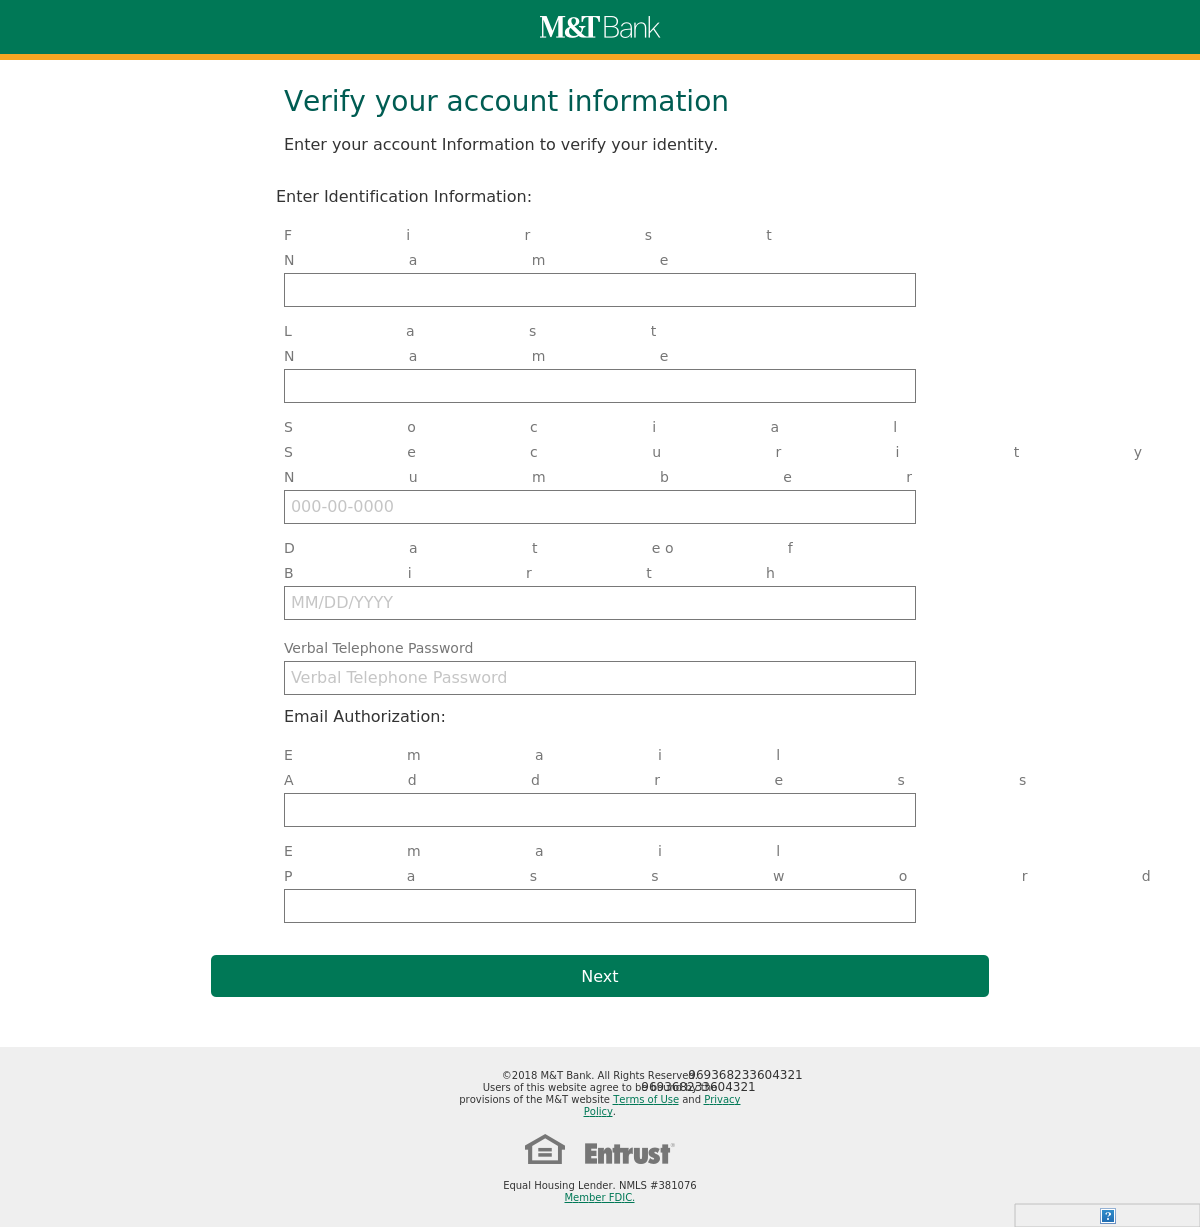 M&T Bank
Verify your account information
Enter your account Information to verify your identity.
Enter Identification Information:
F i r s t
N a m e
L a s t
N a m e
S o c i a l
S e c u r i t y
N u m b e r
000-00-0000
D a t e o f
B i r t h
MM/DD/YYYY
Verbal Telephone Password
Verbal Telephone Password
Email Authorization:
E m a i l
A d d r e s s
E m a i l
P a s s w o r d
Next
©2018 M&T Bank. All Rights Reserved. 969368233604321
Users of this website agree to be bound by the 969368233604321
provisions of the M&T website Terms of Use and Privacy
Policy.
Entrust
Equal Housing Lender. NMLS #381076
Member FDIC.
?